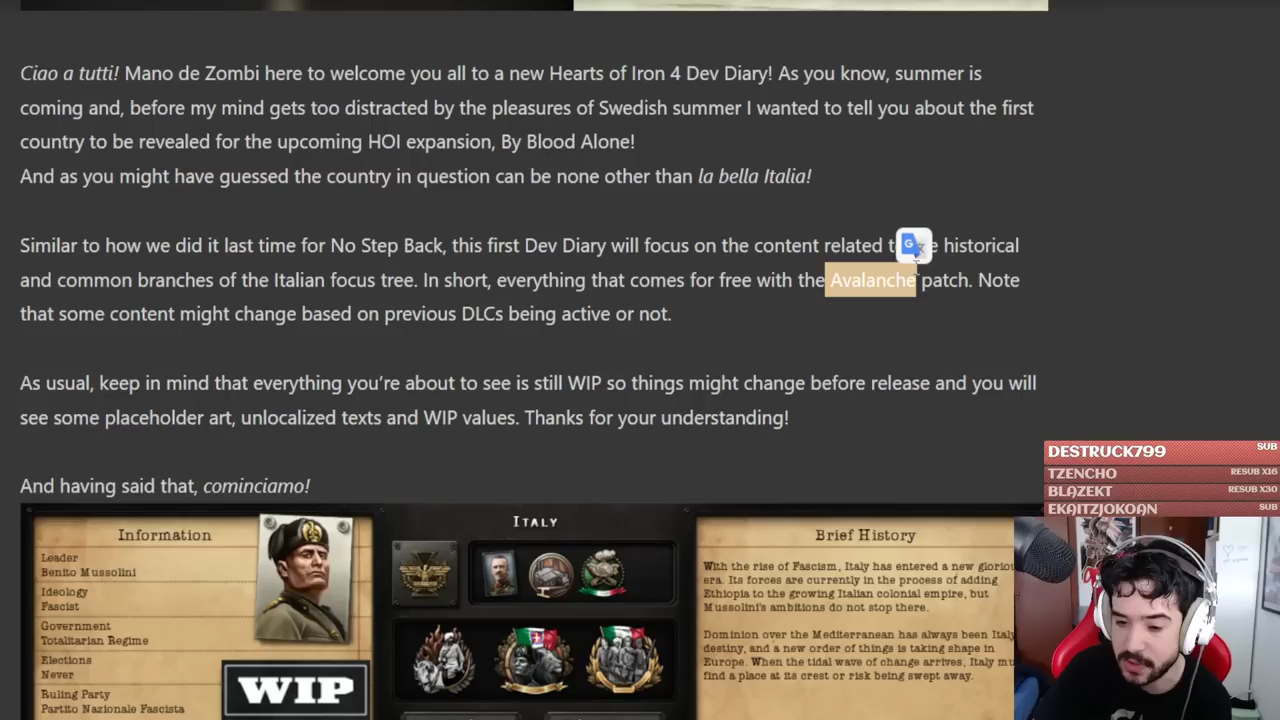 Ciao a tutti! Mano de Zombi here to welcome you all to a new Hearts of Iron 4 Dev Diary! As you know, summer is
coming and, before my mind gets too distracted by the pleasures of Swedish summer I wanted to tell you about the first
country to be revealed for the upcoming HOI expansion, By Blood Alone!
And as you might have guessed the country in question can be none other than la bella Italia!
Similar to how we did it last time for No Step Back, this first Dev Diary will focus on the content related t e historical
and common branches of the Italian focus tree. In short, everything that comes for free with the Avalanche patch. Note
that some content might change based on previous DLCs being active or not.
As usual, keep in mind that everything you're about to see is still WIP so things might change before release and you will
see some placeholder art, unlocalized texts and WIP values. Thanks for your understanding!
And having said that, cominciamo!
DESTRUCK799 SUB
TZENCHO RESUB X16
BLAZEKT RESUB X30
EKAITZJOKOAN SUB
Information
Leader
Benito Mussolini
Ideology
Fascist
Government
Totalitarian Regime
Elections
Never
Ruling Party
Partito Nazionale Fascista
WIP
ITALY
Brief History
With the rise of Fascism, Italy has entered a new gloriou
era. Its forces are currently in the process of adding
Ethiopia to the growing Italian colonial empire, but
Mussolini's ambitions do not stop there.
Dominion over the Mediterranean has always been Ital
destiny, and a new order of things is taking shape in
Europe. When the tidal wave of change arrives, Italy mu
find a place at its crest or risk being swept away.